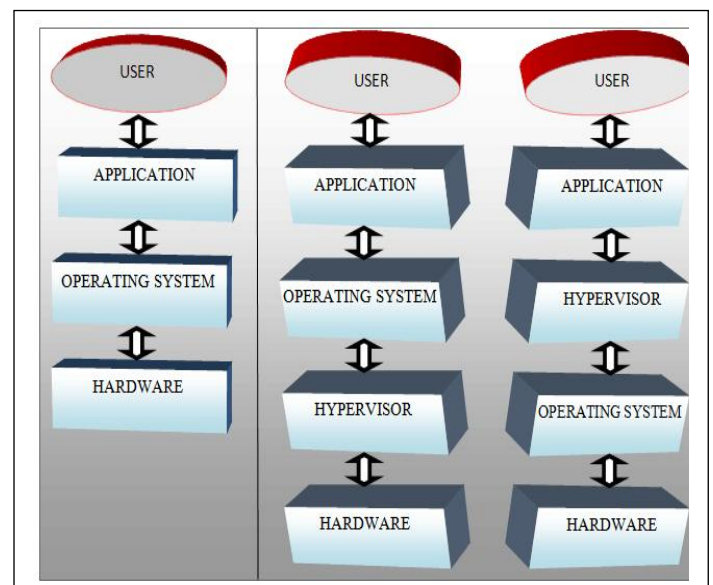 USER
APPLICATION
OPERATING SYSTEM
HARDWARE
USER
APPLICATION
OPERATING SYSTEM
HYPERVISOR
HARDWARE
USER
APPLICATION
HYPERVISOR
OPERATING SYSTEM
HARDWARE